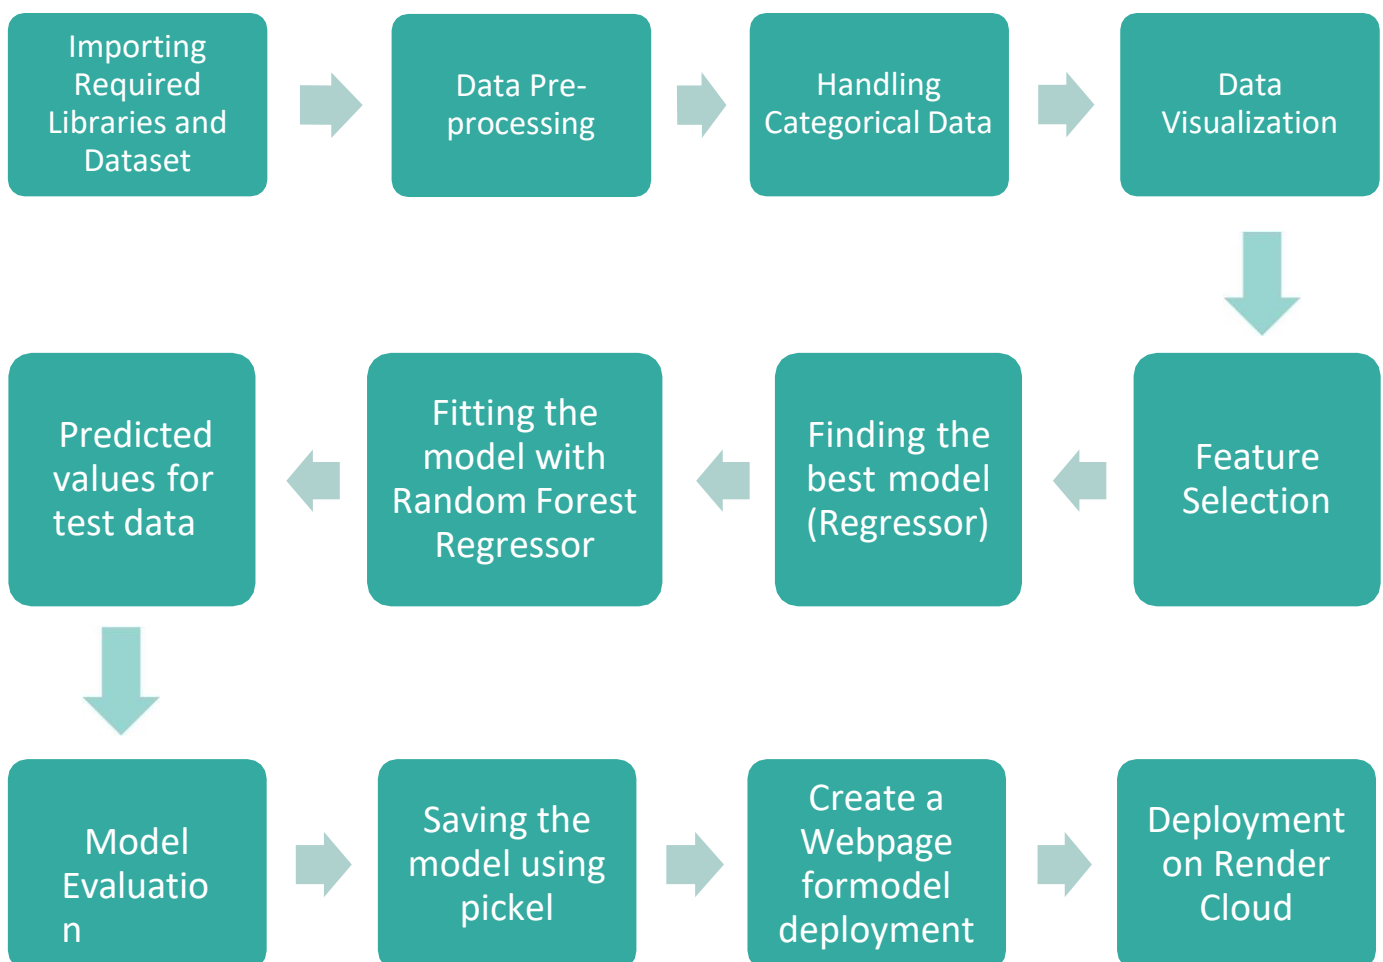 Importing
Required
Libraries and
Dataset
Data Pre-
processing
Handling
Categorical Data
Data
Visualization
Feature
Selection
Finding the
best model
(Regressor)
Fitting the
model with
Random Forest
Regressor
Predicted
values for
test data
Model
Evaluatio
n
Saving the
model using
pickel
Create a
Webpage
formodel
deployment
Deployment
on Render
Cloud